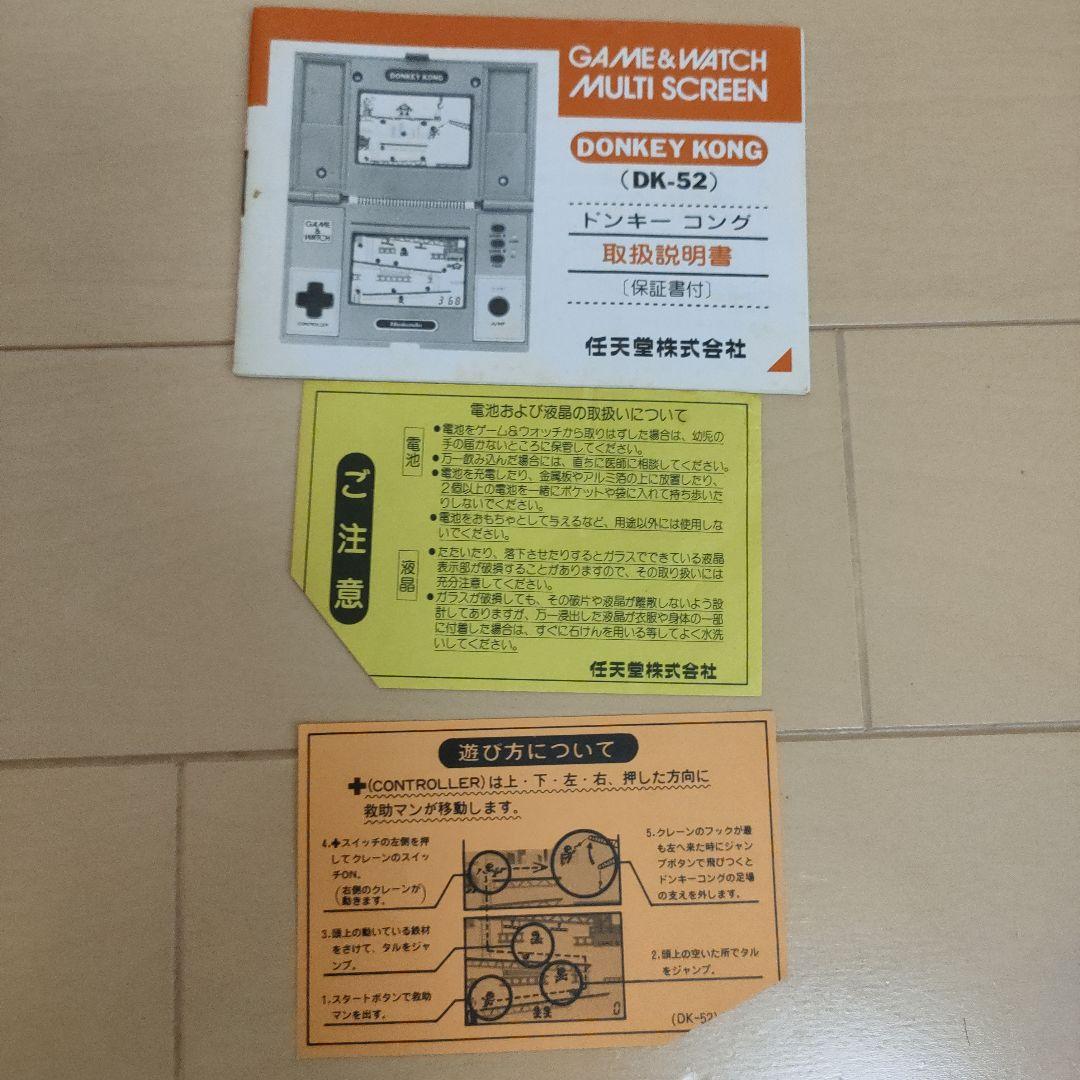 GAME & WATCH
MULTI SCREEN
DONKEY KONG
(DK-52)
ドンキー コング
取扱説明書
〔保証書付〕
任天堂株式会社
DONKEY KONG
GAME
&
WATCH
368
CONTROLLER
Nintendo
JUMP
ご注意
電池および液晶の取扱いについて
電池
●電池をゲーム&ウオッチから取りはずした場合は、幼児の
手の届かないところに保管してください。
●万一飲み込んだ場合には、直ちに医師に相談してください。
●電池を充電したり、金属板やアルミ箔の上に放置したり、
2個以上の電池を一緒にポケットや袋に入れて持ち歩いた
りしないでください。
●電池をおもちゃとして与えるなど、用途以外には使用しな
いでください。
液晶
●たたいたり、落下させたりするとガラスでできている液晶
表示部が破損することがありますので、その取り扱いには
充分注意してください。
●ガラスが破損しても、その破片や液晶が離散しないよう設
計してありますが、万一浸出した液晶が衣服や身体の一部
に付着した場合は、すぐに石けんを用いる等してよく水洗
いしてください。
任天堂株式会社
遊び方について
✚(CONTROLLER)は上・下・左・右、押した方向に
救助マンが移動します。
4.✚スイッチの左側を押
してクレーンのスイッ
チON。
(右側のクレーンが
動きます。)
3.頭上の動いている鉄材
をさけて、タルをジャ
ンプ。
1.スタートボタンで救助
マンを出す。
5.クレーンのフックが最
も左へ来た時にジャン
プボタンで飛びつくと
ドンキーコングの足場
の支えを外します。
2.頭上の空いた所でタル
をジャンプ。
0
(DK-52)